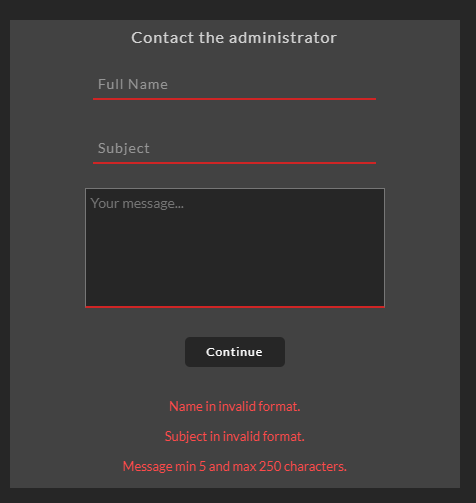 Contact the administrator
Full Name
Subject
Your message...
Continue
Name in invalid format.
Subject in invalid format.
Message min 5 and max 250 characters.